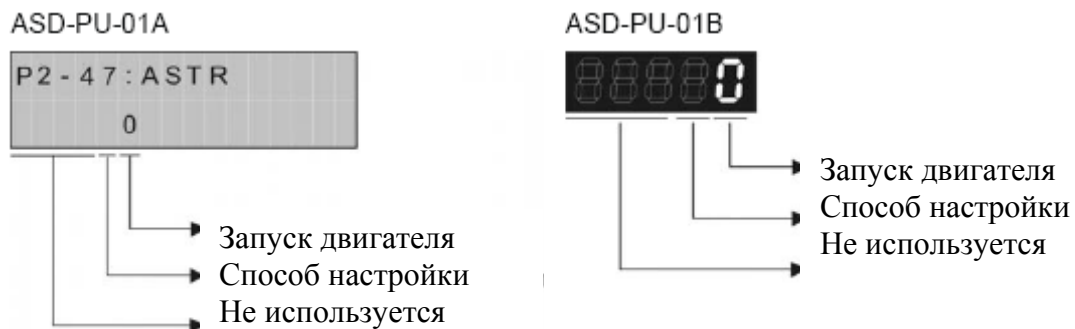 ASD-PU-01A
P2-47:ASTR
0
Запуск двигателя
Способ настройки
Не используется
ASD-PU-01B
0
Запуск двигателя
Способ настройки
Не используется